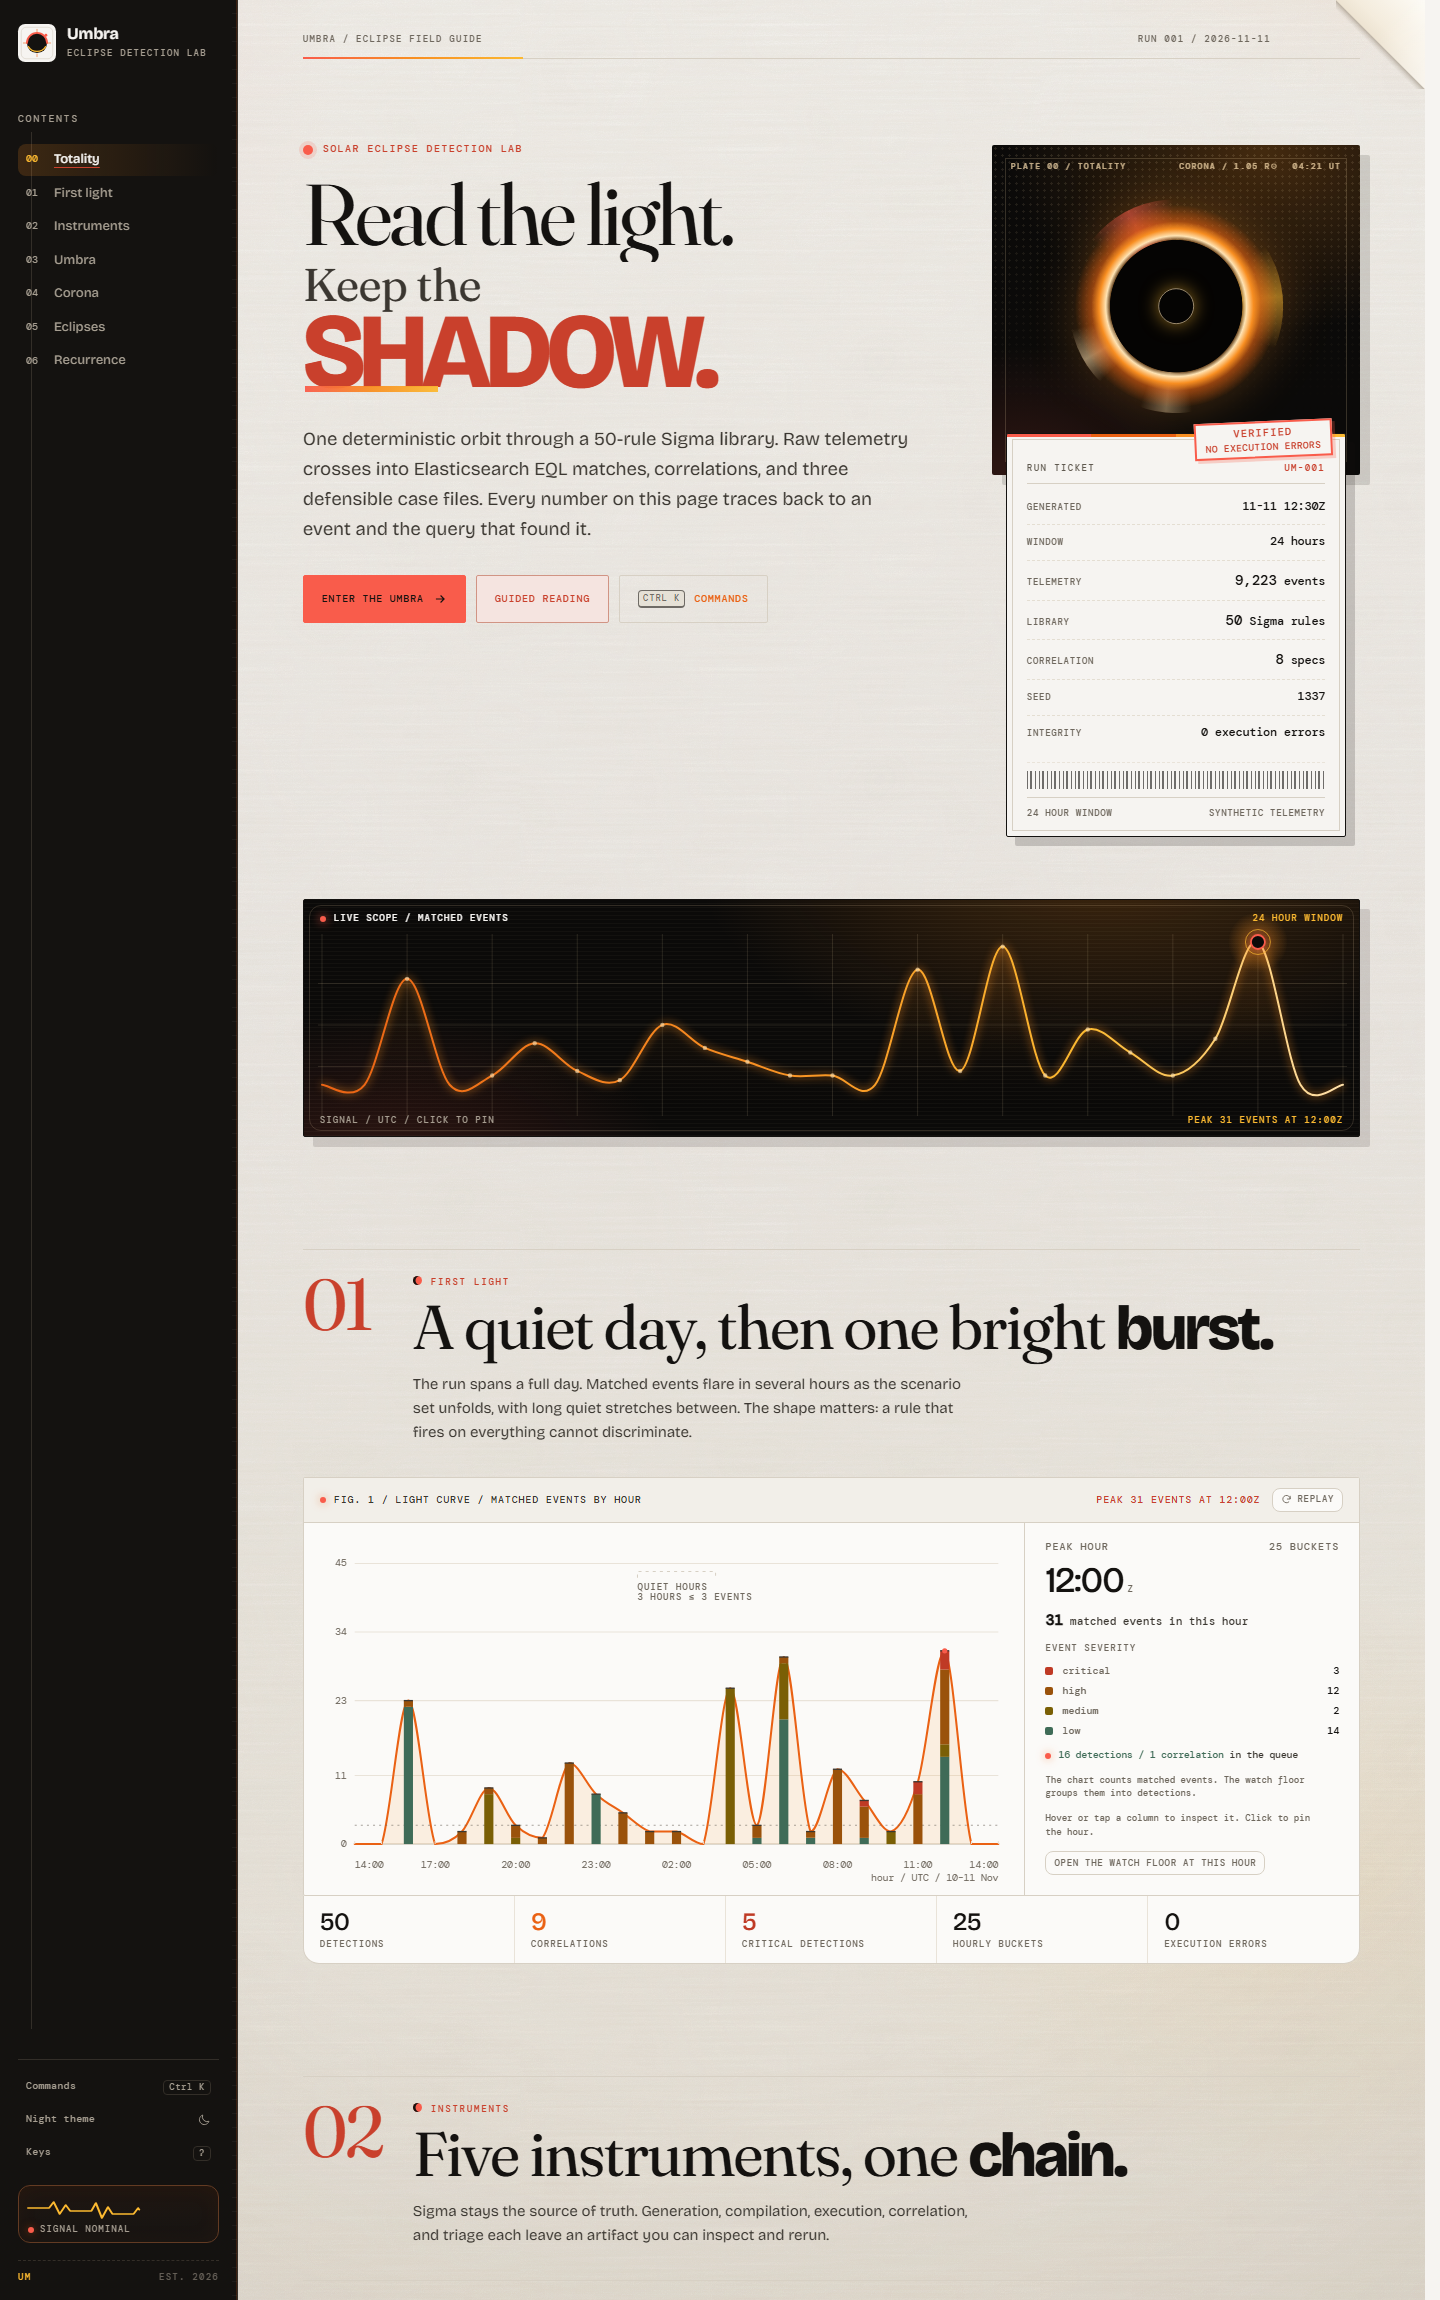 Umbra
ECLIPSE DETECTION LAB
CONTENTS
00 Totality
01 First light
02 Instruments
03 Umbra
04 Corona
05 Eclipses
06 Recurrence
Commands Ctrl K
Night theme
Keys ?
SIGNAL NOMINAL
UM EST. 2026
UMBRA / ECLIPSE FIELD GUIDE RUN 001 / 2026-11-11
SOLAR ECLIPSE DETECTION LAB
Read the light.
Keep the
SHADOW.
One deterministic orbit through a 50-rule Sigma library. Raw telemetry
crosses into Elasticsearch EQL matches, correlations, and three
defensible case files. Every number on this page traces back to an
event and the query that found it.
ENTER THE UMBRA →
GUIDED READING
CTRL K COMMANDS
PLATE 00 / TOTALITY CORONA / 1.05 R⊙ 04:21 UT
VERIFIED
NO EXECUTION ERRORS
RUN TICKET UM-001
GENERATED 11-11 12:30Z
WINDOW 24 hours
TELEMETRY 9,223 events
LIBRARY 50 Sigma rules
CORRELATION 8 specs
SEED 1337
INTEGRITY 0 execution errors
24 HOUR WINDOW SYNTHETIC TELEMETRY
LIVE SCOPE / MATCHED EVENTS 24 HOUR WINDOW
SIGNAL / UTC / CLICK TO PIN PEAK 31 EVENTS AT 12:00Z
01
FIRST LIGHT
A quiet day, then one bright burst.
The run spans a full day. Matched events flare in several hours as the scenario
set unfolds, with long quiet stretches between. The shape matters: a rule that
fires on everything cannot discriminate.
FIG. 1 / LIGHT CURVE / MATCHED EVENTS BY HOUR PEAK 31 EVENTS AT 12:00Z REPLAY
45
34
23
11
0
QUIET HOURS
3 HOURS ≤ 3 EVENTS
14:00 17:00 20:00 23:00 02:00 05:00 08:00 11:00 14:00
hour / UTC / 10-11 Nov
PEAK HOUR 25 BUCKETS
12:00 Z
31 matched events in this hour
EVENT SEVERITY
critical 3
high 12
medium 2
low 14
16 detections / 1 correlation in the queue
The chart counts matched events. The watch floor
groups them into detections.
Hover or tap a column to inspect it. Click to pin
the hour.
OPEN THE WATCH FLOOR AT THIS HOUR
50
DETECTIONS
9
CORRELATIONS
5
CRITICAL DETECTIONS
25
HOURLY BUCKETS
0
EXECUTION ERRORS
02
INSTRUMENTS
Five instruments, one chain.
Sigma stays the source of truth. Generation, compilation, execution, correlation,
and triage each leave an artifact you can inspect and rerun.